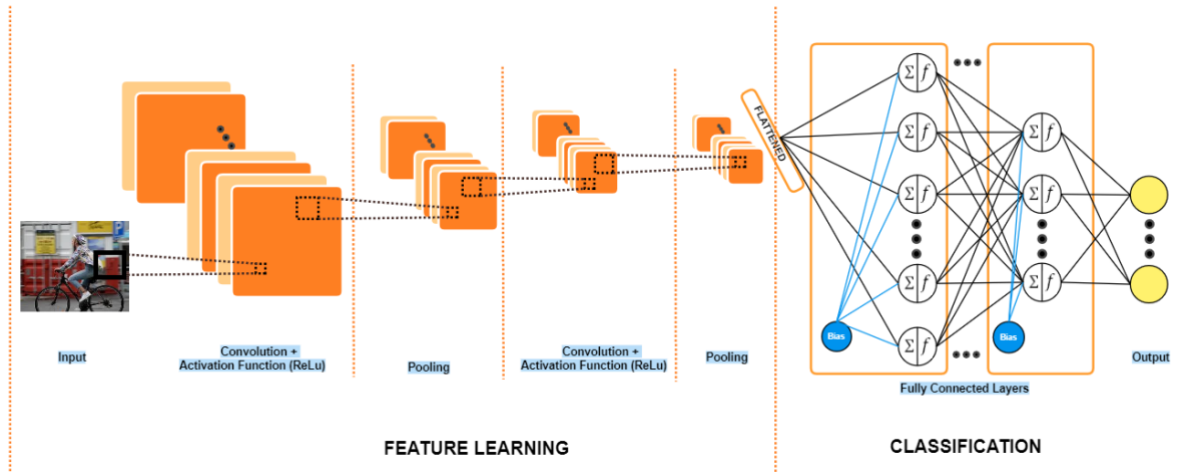 FLATTENED
Σ f
Σ f
Σ f
Σ f
Σ f
Σ f
Σ f
Σ f
Bias
Bias
Input
Convolution +
Activation Function (ReLu)
Pooling
Convolution +
Activation Function (ReLu)
Pooling
Output
Fully Connected Layers
FEATURE LEARNING
CLASSIFICATION